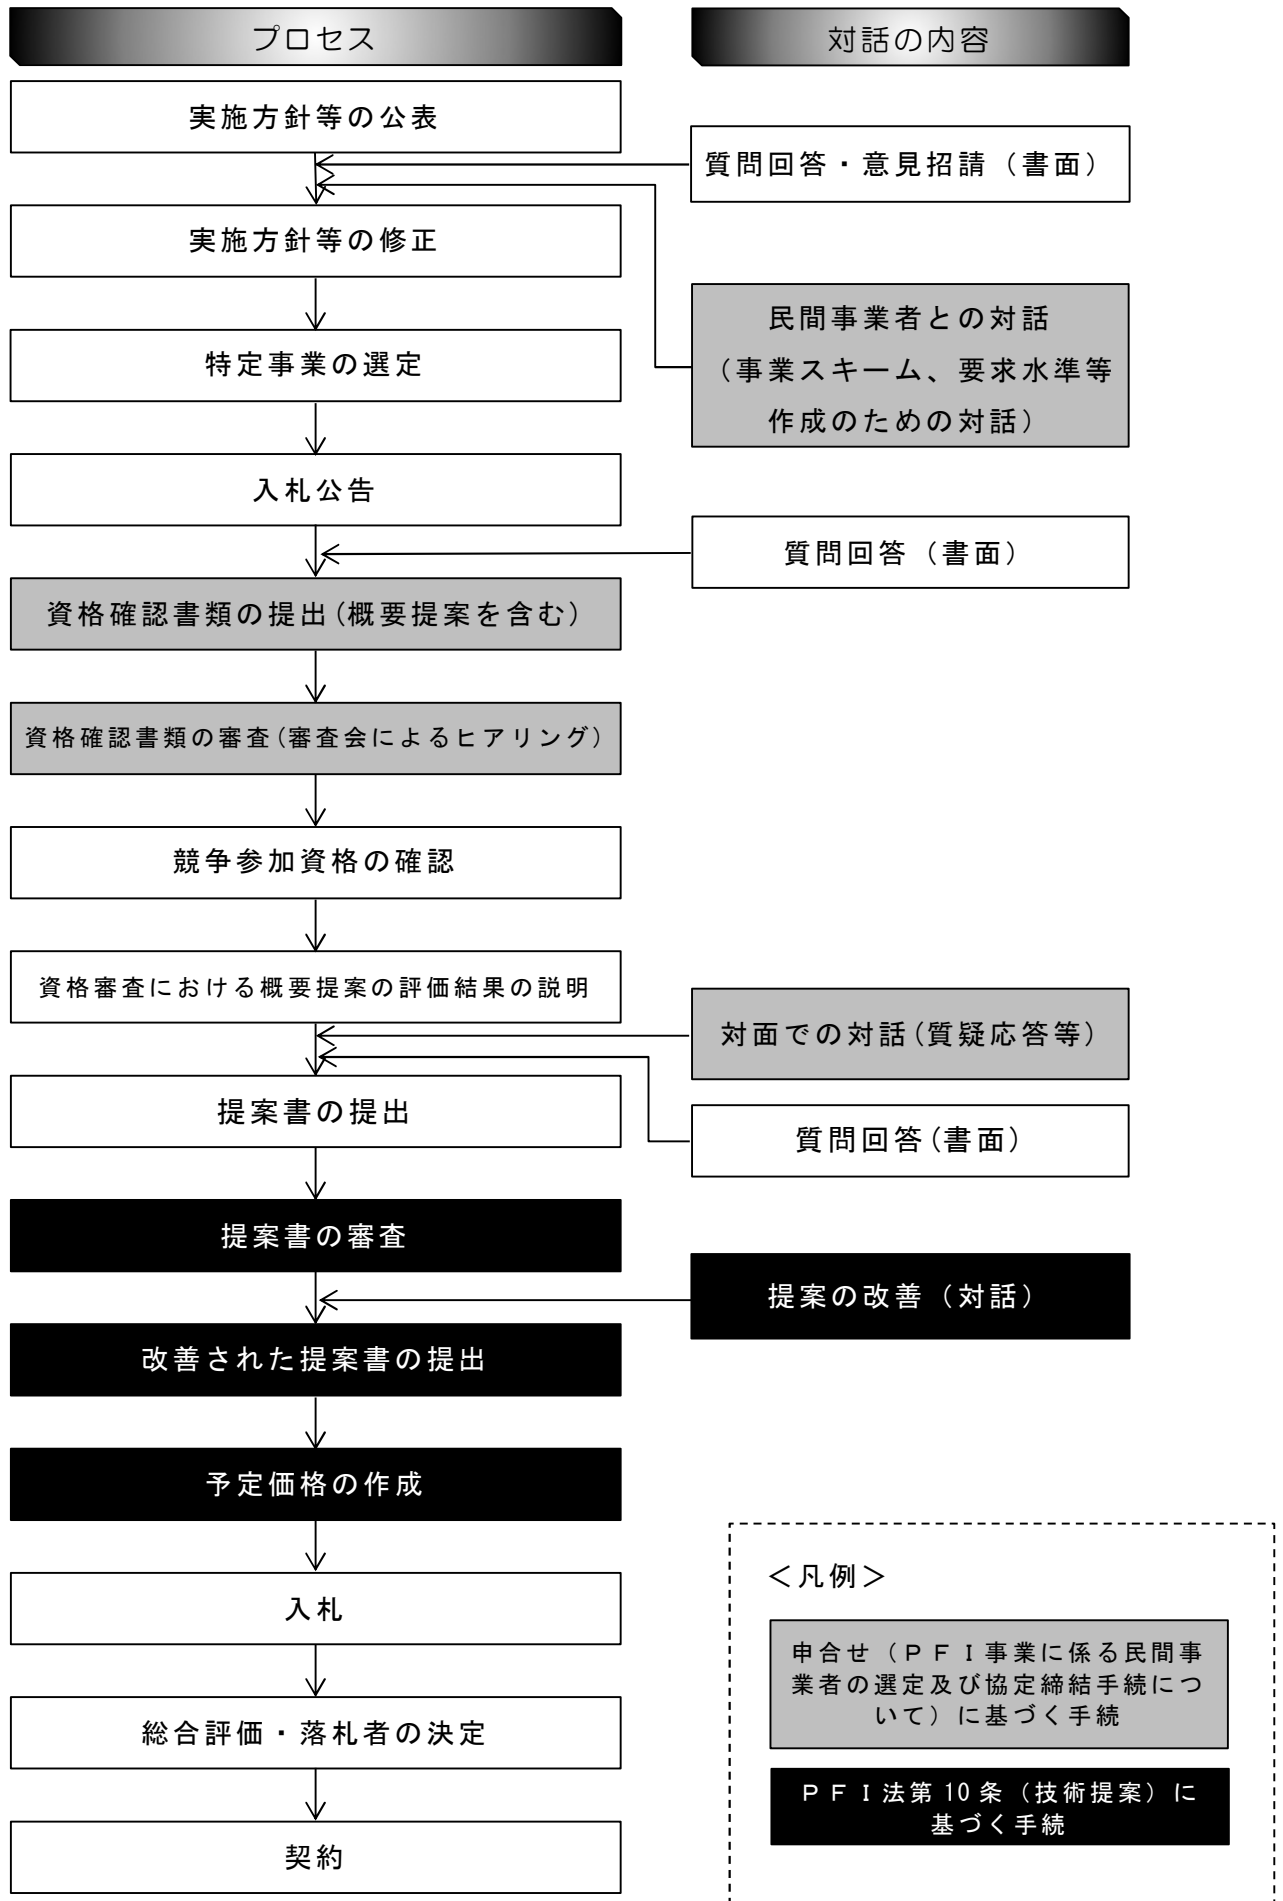 プロセス
対話の内容
実施方針等の公表
質問回答・意見招請（書面）
実施方針等の修正
民間事業者との対話
（事業スキーム、要求水準等
作成のための対話）
特定事業の選定
入札公告
質問回答（書面）
資格確認書類の提出(概要提案を含む)
資格確認書類の審査(審査会によるヒアリング)
競争参加資格の確認
資格審査における概要提案の評価結果の説明
対面での対話(質疑応答等)
提案書の提出
質問回答(書面)
提案書の審査
提案の改善（対話）
改善された提案書の提出
予定価格の作成
入札
総合評価・落札者の決定
契約
＜凡例＞
申合せ（ＰＦＩ事業に係る民間事
業者の選定及び協定締結手続につ
いて）に基づく手続
ＰＦＩ法第10条（技術提案）に
基づく手続